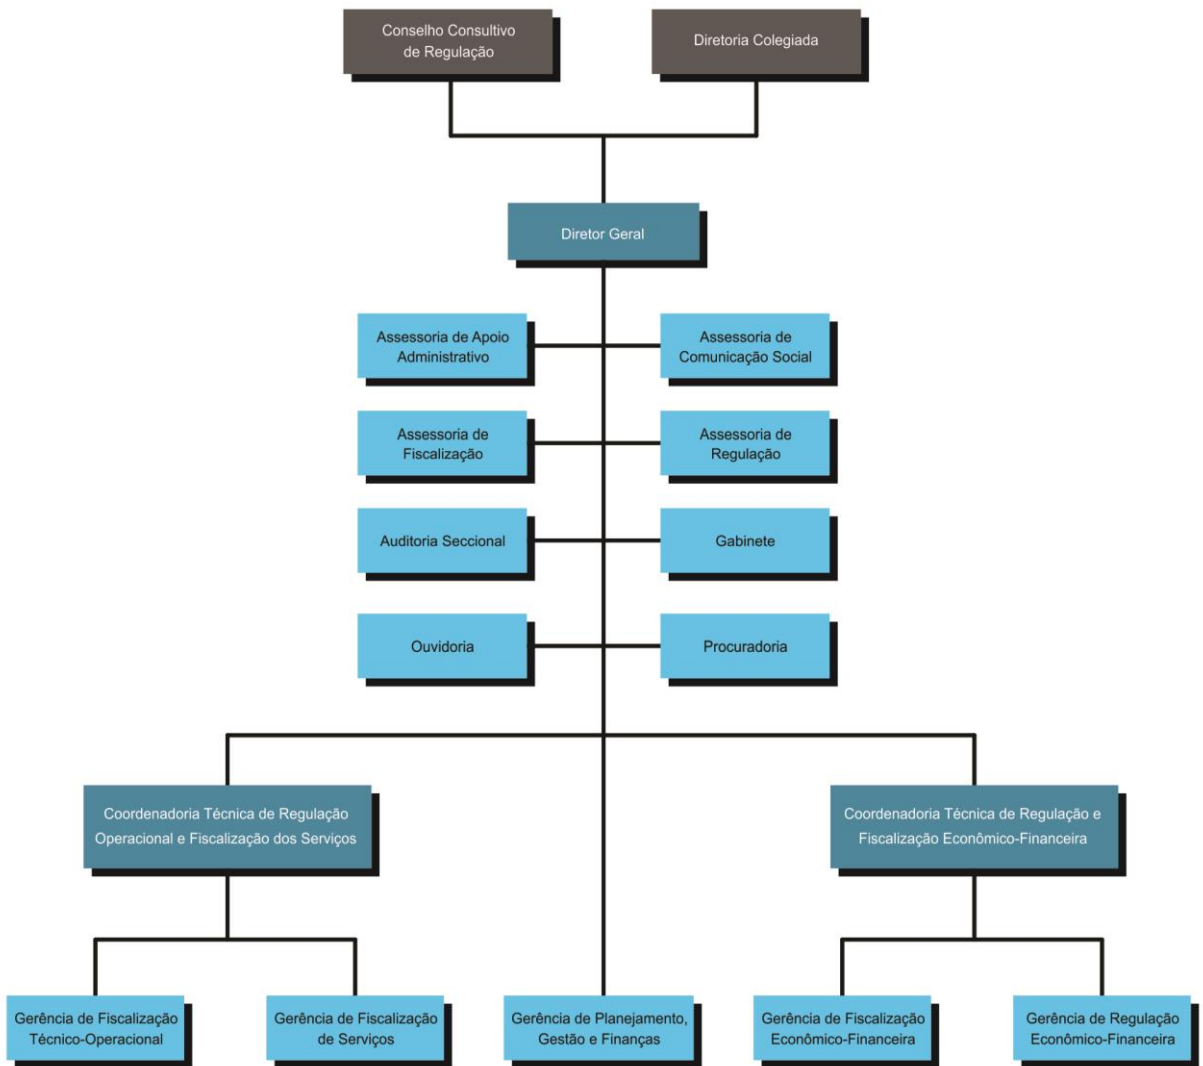 Conselho Consultivo
de Regulação
Diretoria Colegiada
Diretor Geral
Assessoria de Apoio
Administrativo
Assessoria de
Comunicação Social
Assessoria de
Fiscalização
Assessoria de
Regulação
Auditoria Seccional
Gabinete
Ouvidoria
Procuradoria
Coordenadoria Técnica de Regulação
Operacional e Fiscalização dos Serviços
Coordenadoria Técnica de Regulação e
Fiscalização Econômico-Financeira
Gerência de Fiscalização
Técnico-Operacional
Gerência de Fiscalização
de Serviços
Gerência de Planejamento,
Gestão e Finanças
Gerência de Fiscalização
Econômico-Financeira
Gerência de Regulação
Econômico-Financeira